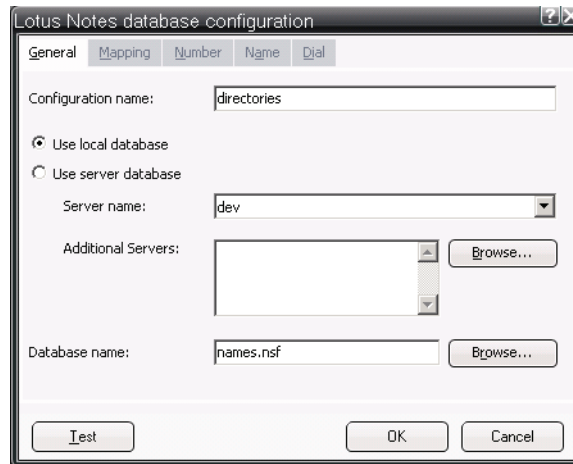 Lotus Notes database configuration
General Mapping Number Name Dial
Configuration name: directories
Use local database
Use server database
Server name: dev
Additional Servers: Browse...
Database name: names.nsf Browse...
Test OK Cancel